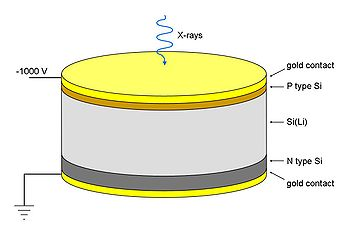 X-rays
gold contact
-1000 V
P type Si
Si(Li)
N type Si
gold contact